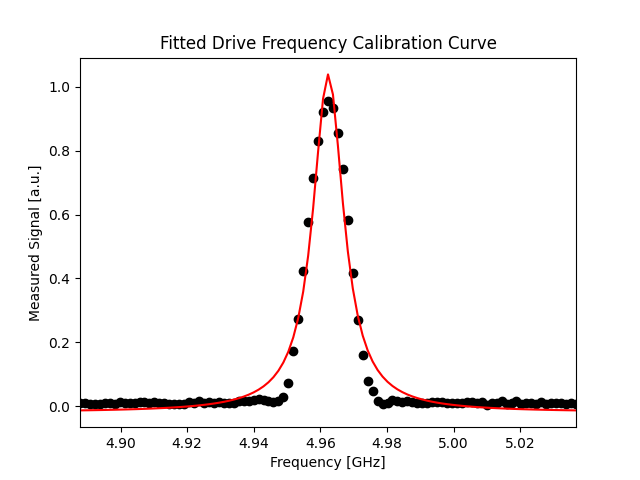 Fitted Drive Frequency Calibration Curve
Measured Signal [a.u.]
1.0
0.8
0.6
0.4
0.2
0.0
4.90 4.92 4.94 4.96 4.98 5.00 5.02
Frequency [GHz]